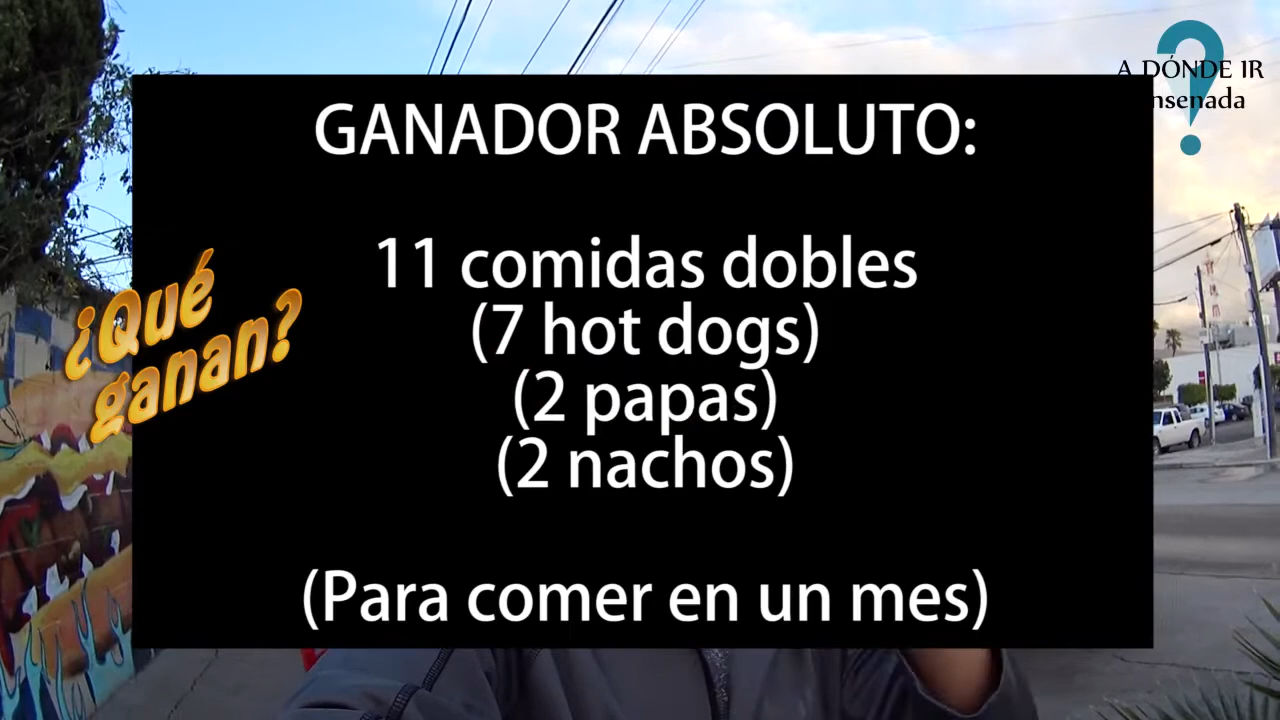 A DÓNDE IR
GANADOR ABSOLUTO:
11 comidas dobles
(7 hot dogs)
(2 papas)
(2 nachos)
(Para comer en un mes)
¿Qué
ganan?